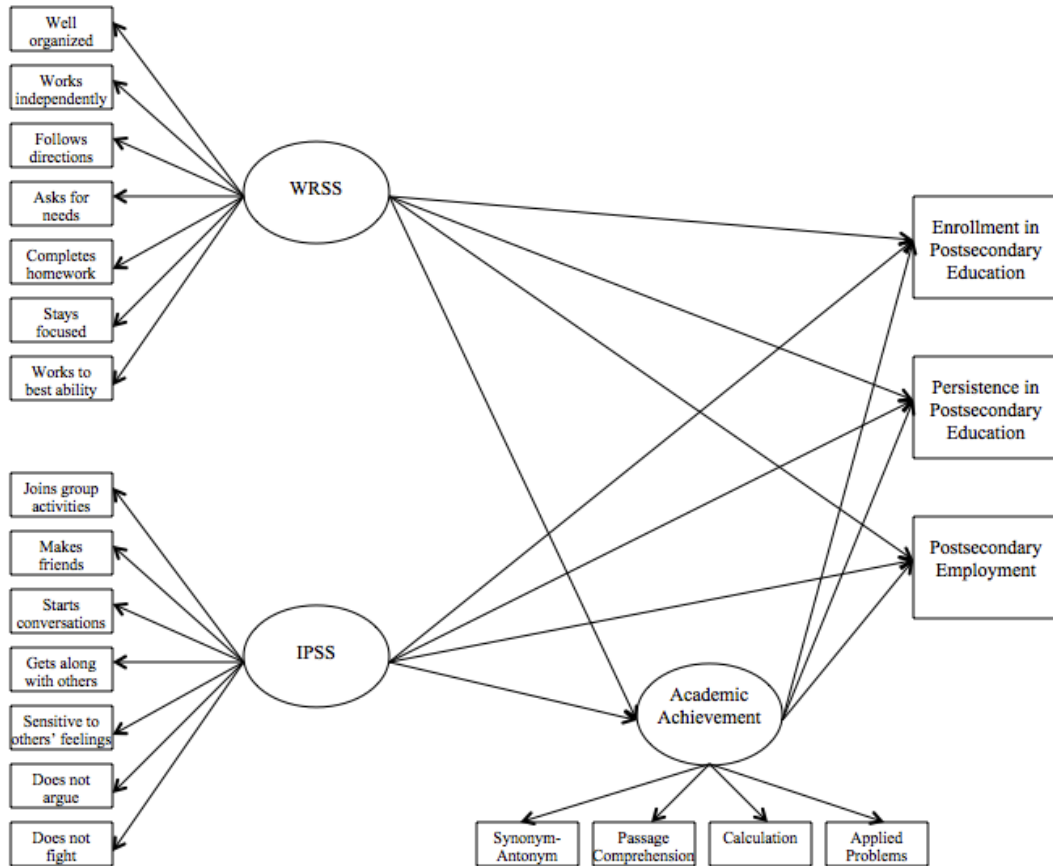 Well
organized
Works
independently
Follows
directions
Asks for
needs
Completes
homework
Stays
focused
Works to
best ability
WRSS
Enrollment in
Postsecondary
Education
Persistence in
Postsecondary
Education
Postsecondary
Employment
Joins group
activities
Makes
friends
Starts
conversations
Gets along
with others
Sensitive to
others' feelings
Does not
argue
Does not
fight
IPSS
Academic
Achievement
Synonym-
Antonym
Passage
Comprehension
Calculation
Applied
Problems